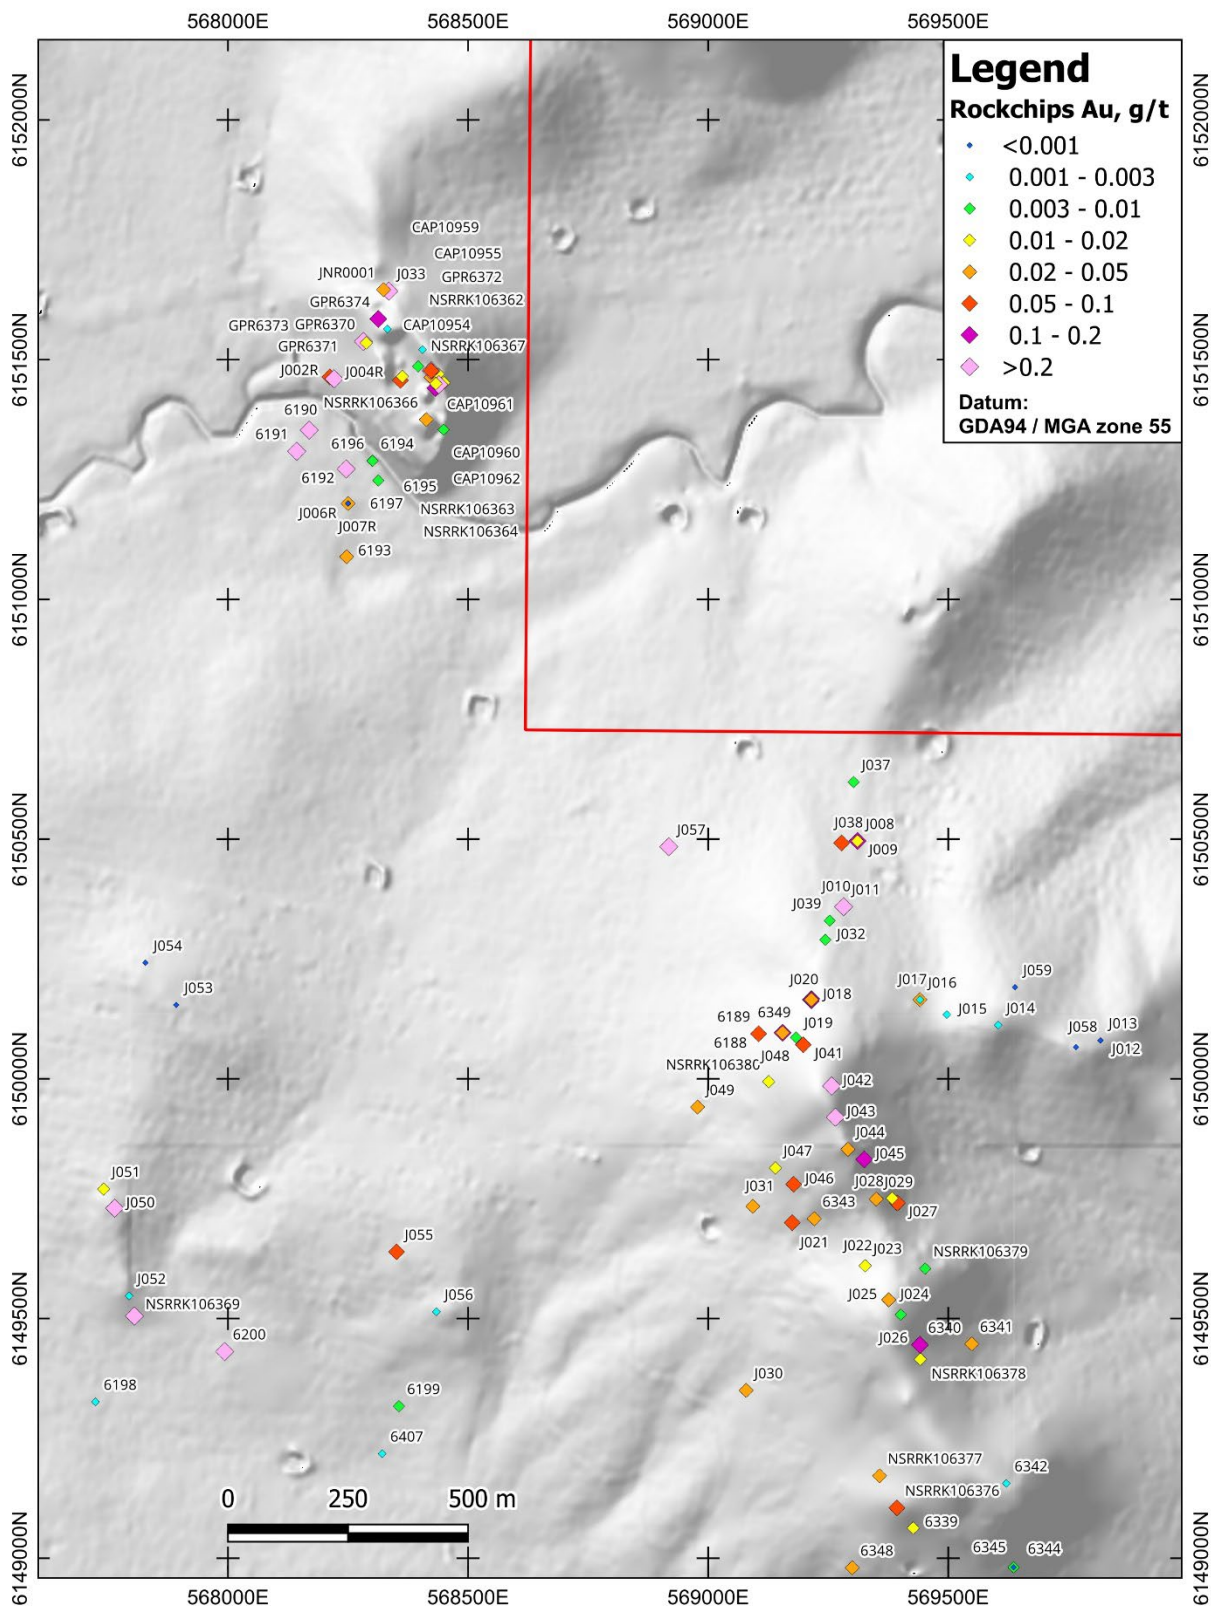 568000E
568500E
569000E
569500E
6152000N
6151500N
6151000N
6150500N
6150000N
6149500N
6149000N
6152000N
6151500N
6151000N
6150500N
6150000N
6149500N
6149000N
Legend
Rockchips Au, g/t
<0.001
0.001 - 0.003
0.003 - 0.01
0.01 - 0.02
0.02 - 0.05
0.05 - 0.1
0.1 - 0.2
>0.2
Datum:
GDA94 / MGA zone 55
CAP10959
CAP10955
JNR0001
J033
GPR6372
GPR6374
NSRRK106362
GPR6373
GPR6370
CAP10954
GPR6371
NSRRK106367
J002R
J004R
NSRRK106366
CAP10961
6190
6191
6196
6194
CAP10960
6192
6195
CAP10962
J006R
6197
NSRRK106363
J007R
NSRRK106364
6193
J037
J038
J008
J057
J009
J010
J011
J039
J032
J054
J053
J020
J018
J017
J016
J059
6189
6349
J019
J015
J014
J058
J013
6188
J048
J041
J012
NSRRK106380
J049
J042
J043
J044
J047
J045
J051
J046
J028
J029
J050
J031
6343
J027
J055
J021
J022
J023
NSRRK106379
J052
J025
J024
NSRRK106369
J056
6200
J026
6340
6341
J030
NSRRK106378
6198
6199
6407
NSRRK106377
6342
NSRRK106376
6339
6348
6345
6344
0
250
500 m
568000E
568500E
569000E
569500E